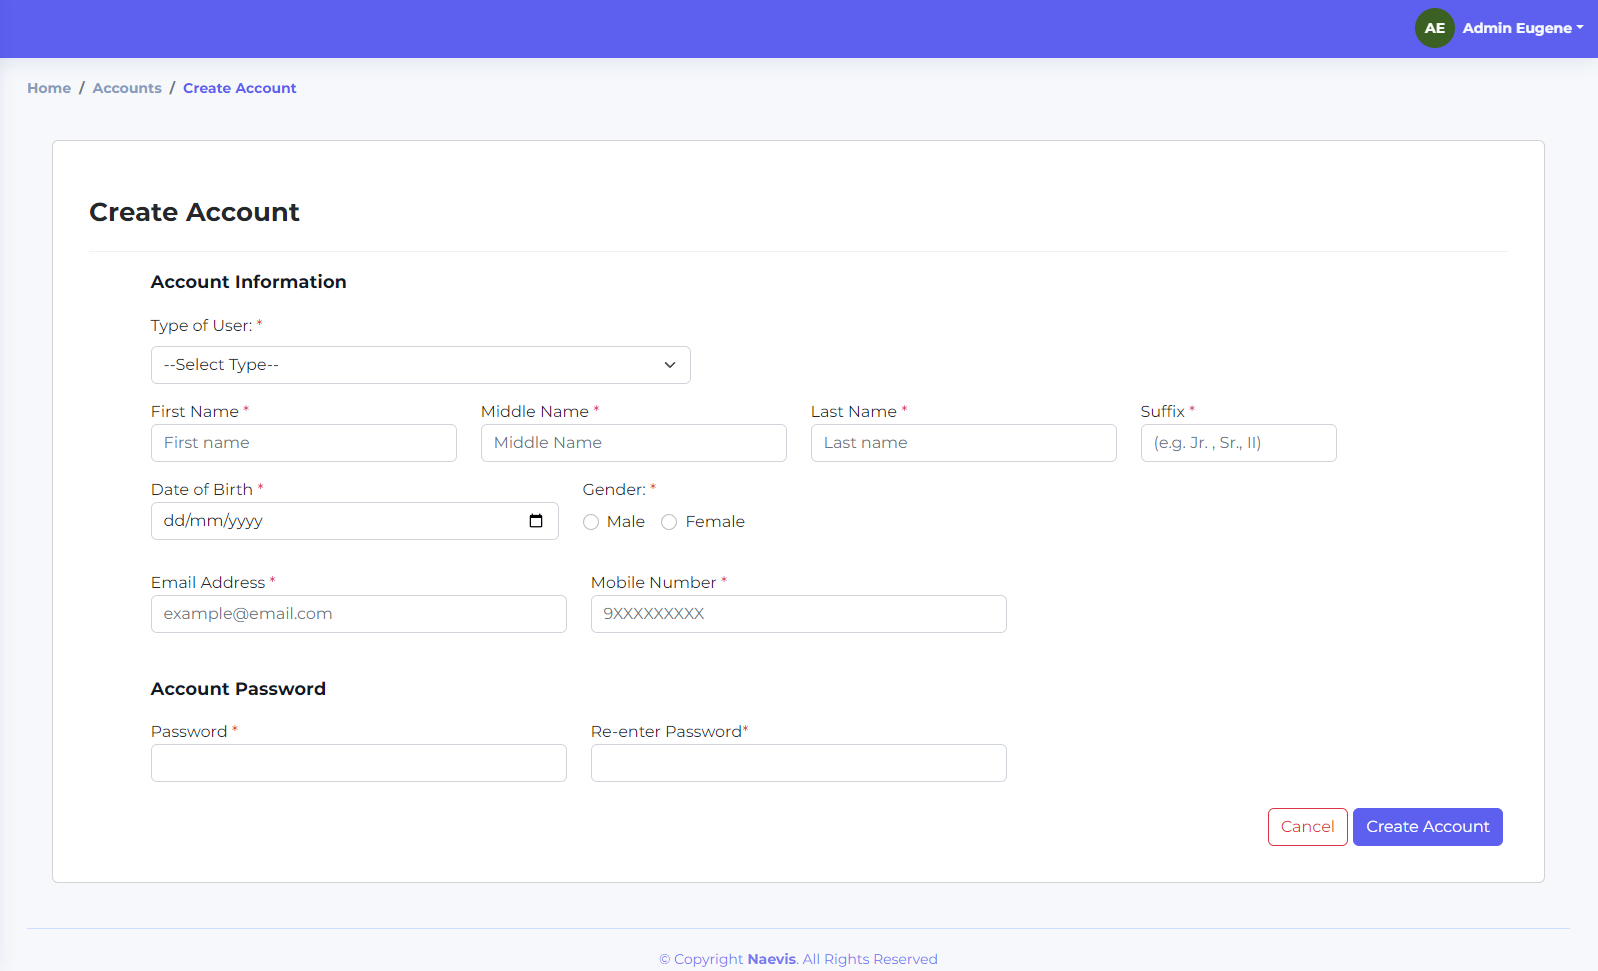 AE Admin Eugene
Home / Accounts / Create Account
Create Account
Account Information
Type of User: *
--Select Type--
First Name * Middle Name * Last Name * Suffix *
First name Middle Name Last name (e.g. Jr. , Sr., II)
Date of Birth * Gender: *
dd/mm/yyyy Male Female
Email Address * Mobile Number *
example@email.com 9XXXXXXXXX
Account Password
Password * Re-enter Password*
Cancel Create Account
© Copyright Naevis. All Rights Reserved